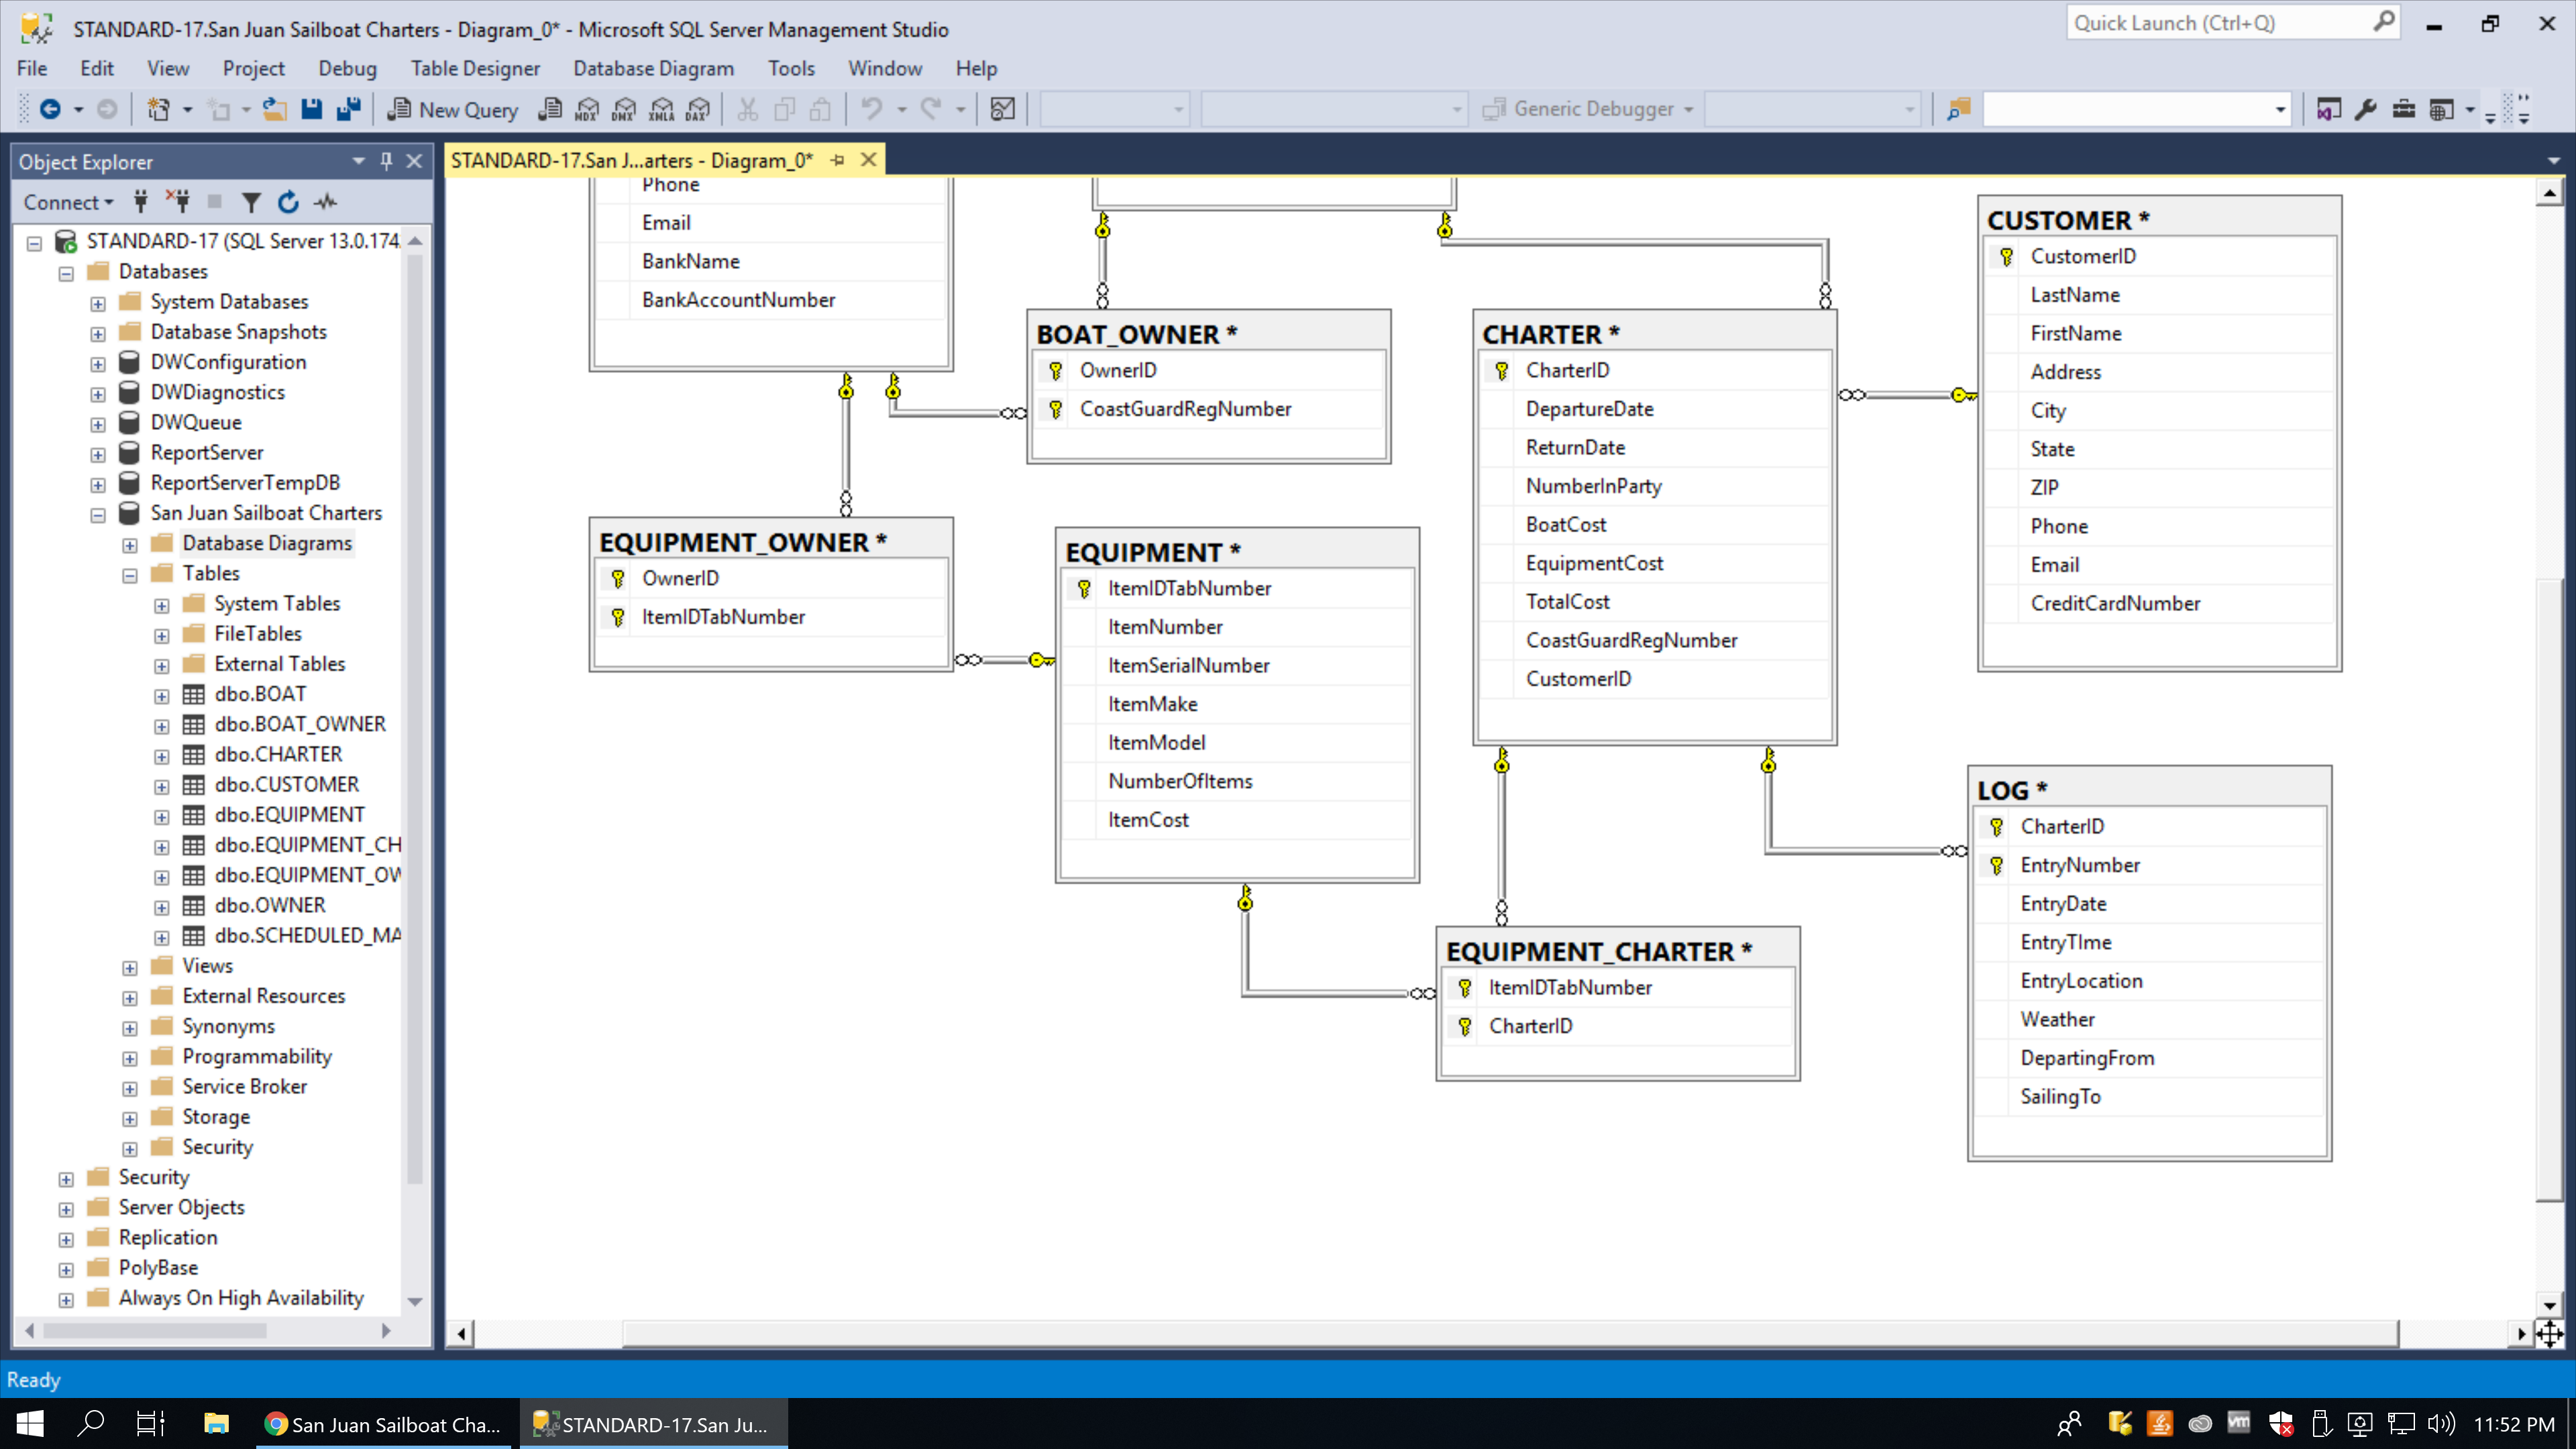 STANDARD-17.San Juan Sailboat Charters - Diagram_0* - Microsoft SQL Server Management Studio
Quick Launch (Ctrl+Q)
File Edit View Project Debug Table Designer Database Diagram Tools Window Help
New Query MDX DMX XMLA DAX Generic Debugger
Object Explorer
Connect
STANDARD-17 (SQL Server 13.0.174
Databases
System Databases
Database Snapshots
DWConfiguration
DWDiagnostics
DWQueue
ReportServer
ReportServerTempDB
San Juan Sailboat Charters
Database Diagrams
Tables
System Tables
FileTables
External Tables
dbo.BOAT
dbo.BOAT_OWNER
dbo.CHARTER
dbo.CUSTOMER
dbo.EQUIPMENT
dbo.EQUIPMENT_CH
dbo.EQUIPMENT_OW
dbo.OWNER
dbo.SCHEDULED_MA
Views
External Resources
Synonyms
Programmability
Service Broker
Storage
Security
Security
Server Objects
Replication
PolyBase
Always On High Availability
STANDARD-17.San J...arters - Diagram_0*
Phone
Email
BankName
BankAccountNumber
BOAT_OWNER *
OwnerID
CoastGuardRegNumber
CHARTER *
CharterID
DepartureDate
ReturnDate
NumberInParty
BoatCost
EquipmentCost
TotalCost
CoastGuardRegNumber
CustomerID
CUSTOMER *
CustomerID
LastName
FirstName
Address
City
State
ZIP
Phone
Email
CreditCardNumber
EQUIPMENT_OWNER *
OwnerID
ItemIDTabNumber
EQUIPMENT *
ItemIDTabNumber
ItemNumber
ItemSerialNumber
ItemMake
ItemModel
NumberOfItems
ItemCost
EQUIPMENT_CHARTER *
ItemIDTabNumber
CharterID
LOG *
CharterID
EntryNumber
EntryDate
EntryTIme
EntryLocation
Weather
DepartingFrom
SailingTo
Ready
San Juan Sailboat Cha...
STANDARD-17.San Ju...
vm
11:52 PM